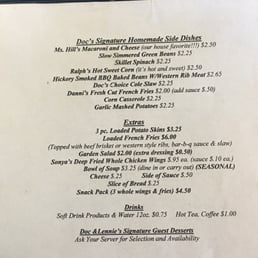 Doc's Signature Homemade Side Dishes
Ms. Hill's Macaroni and Cheese (our house favorite!!!) $2.50
Slow Simmered Green Beans $2.25
Skillet Spinach $2.25
Ralph's Hot Sweet Corn (it's hot and sweet) $2.50
Hickory Smoked BBQ Baked Beans W/Western Rib Meat $2.65
Doc's Choice Cole Slaw $2.25
Danni's Fresh Cut French Fries $2.00 (add sauce $.50)
Corn Casserole $2.25
Garlic Mashed Potatoes $2.25
Extras
3 pc. Loaded Potato Skins $3.25
Loaded French Fries $6.00
(Topped with beef brisket or western style ribs, bar-b-q sauce & slaw)
Garden Salad $2.00 (extra dressing $0.50)
Sonya's Deep Fried Whole Chicken Wings $.95 ea. (sauce $.10 ea.)
Bowl of Soup $3.25 (dine in or carry out) (SEASONAL)
Cheese $.25 Side of Sauce $.50
Slice of Bread $.25
Snack Pack (3 whole wings & fries) $4.50
Drinks
Soft Drink Products & Water 12oz. $0.75 Hot Tea, Coffee $1.00
Doc &Lennie's Signature Guest Desserts
Ask Your Server for Selection and Availability